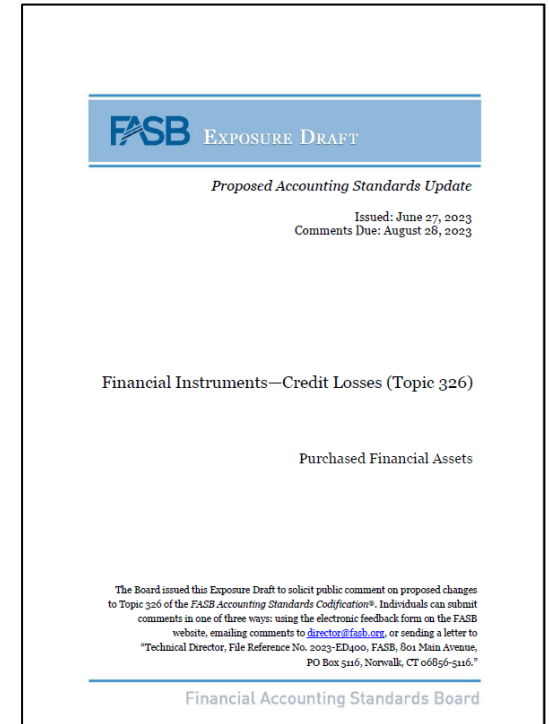 FASB EXPOSURE DRAFT
Proposed Accounting Standards Update
Issued: June 27, 2023
Comments Due: August 28, 2023
Financial Instruments—Credit Losses (Topic 326)
Purchased Financial Assets
The Board issued this Exposure Draft to solicit public comment on proposed changes
to Topic 326 of the FASB Accounting Standards Codification®. Individuals can submit
comments in one of three ways: using the electronic feedback form on the FASB
website, emailing comments to director@fasb.org, or sending a letter to
“Technical Director, File Reference No. 2023-ED400, FASB, 801 Main Avenue,
PO Box 5116, Norwalk, CT 06856-5116.”
Financial Accounting Standards Board